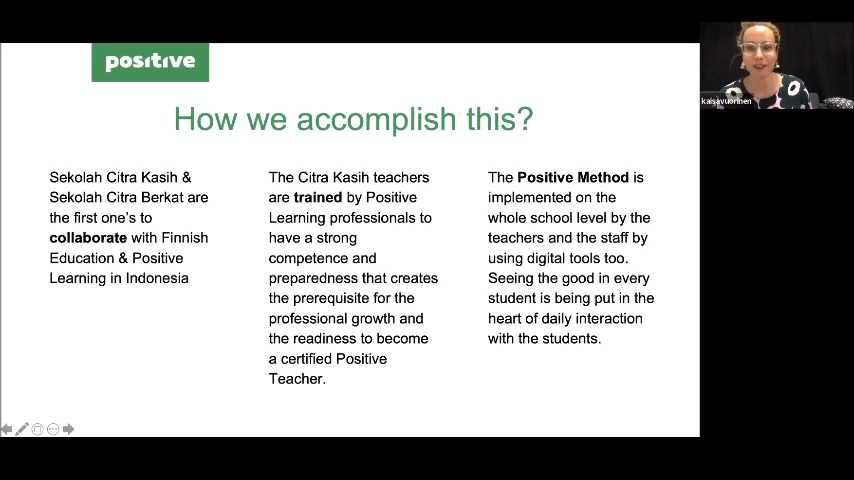 positive
kaisavuorinen
How we accomplish this?
Sekolah Citra Kasih &
Sekolah Citra Berkat are
the first one's to
collaborate with Finnish
Education & Positive
Learning in Indonesia
The Citra Kasih teachers
are trained by Positive
Learning professionals to
have a strong
competence and
preparedness that creates
the prerequisite for the
professional growth and
the readiness to become
a certified Positive
Teacher.
The Positive Method is
implemented on the
whole school level by the
teachers and the staff by
using digital tools too.
Seeing the good in every
student is being put in the
heart of daily interaction
with the students.